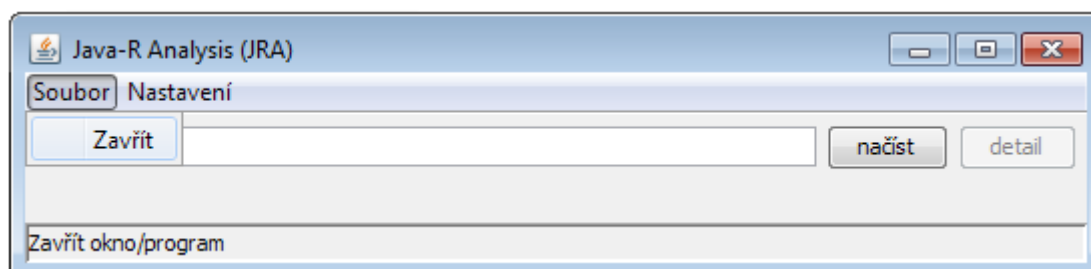 Java-R Analysis (JRA)
Soubor Nastavení
Zavřít načíst detail
Zavřít okno/program